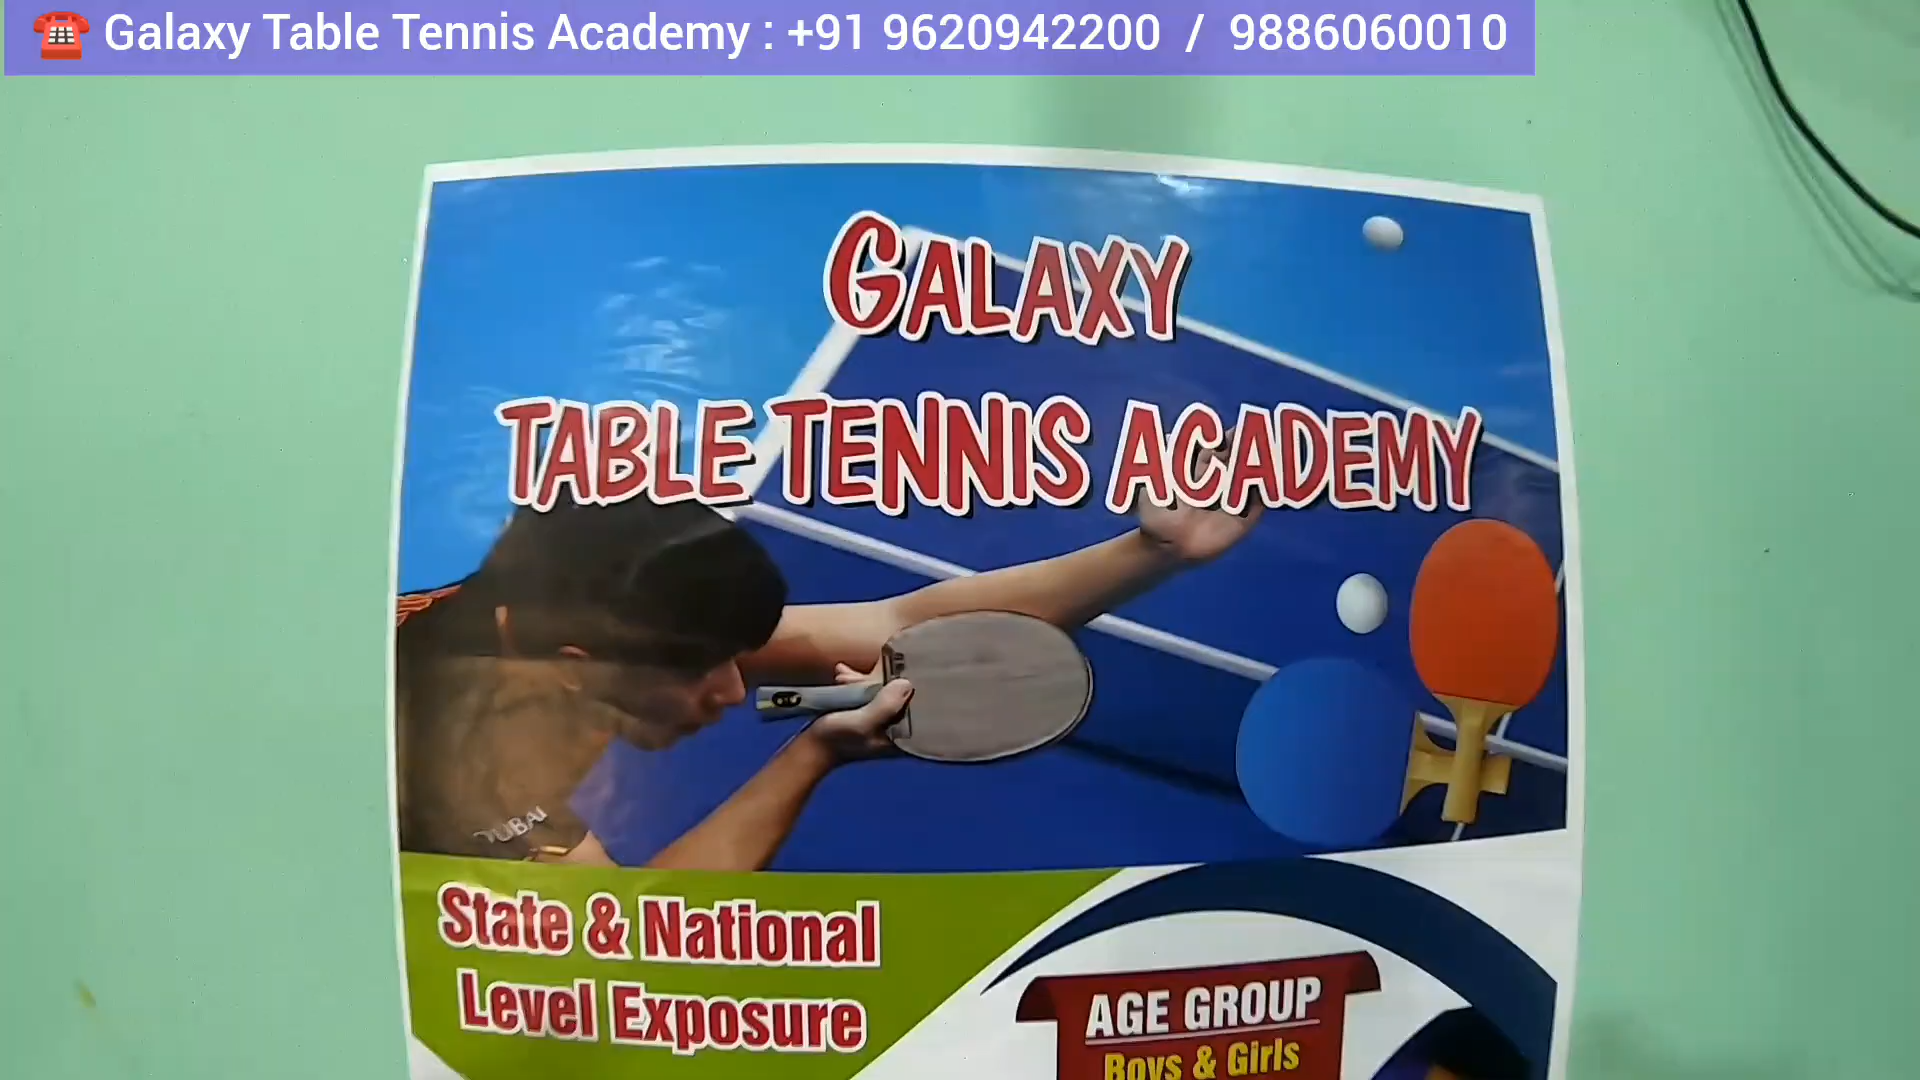 Galaxy Table Tennis Academy : +91 9620942200 / 9886060010
GALAXY
TABLE TENNIS ACADEMY
DUBAI
State & National
Level Exposure
AGE GROUP
Boys & Girls